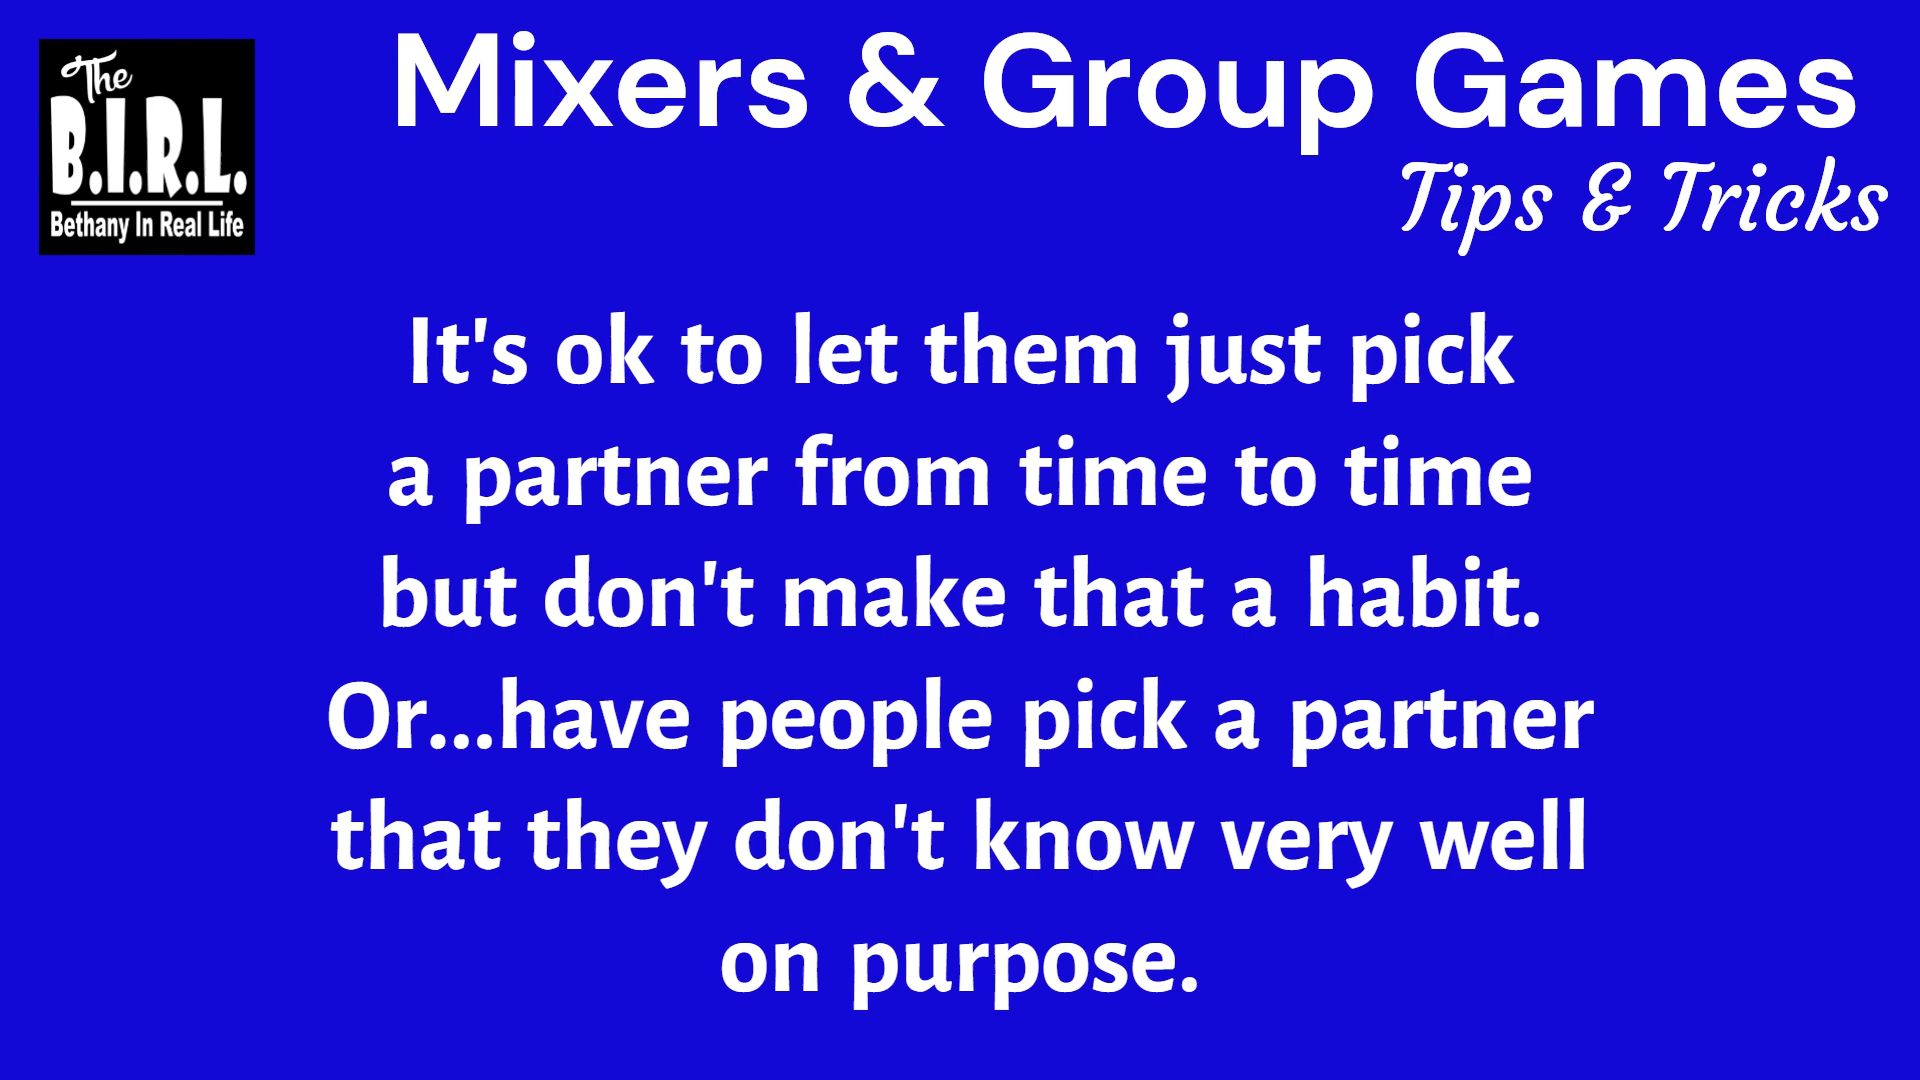 The
B.I.R.L.
Bethany In Real Life
Mixers & Group Games
Tips & Tricks
It's ok to let them just pick
a partner from time to time
but don't make that a habit.
Or...have people pick a partner
that they don't know very well
on purpose.